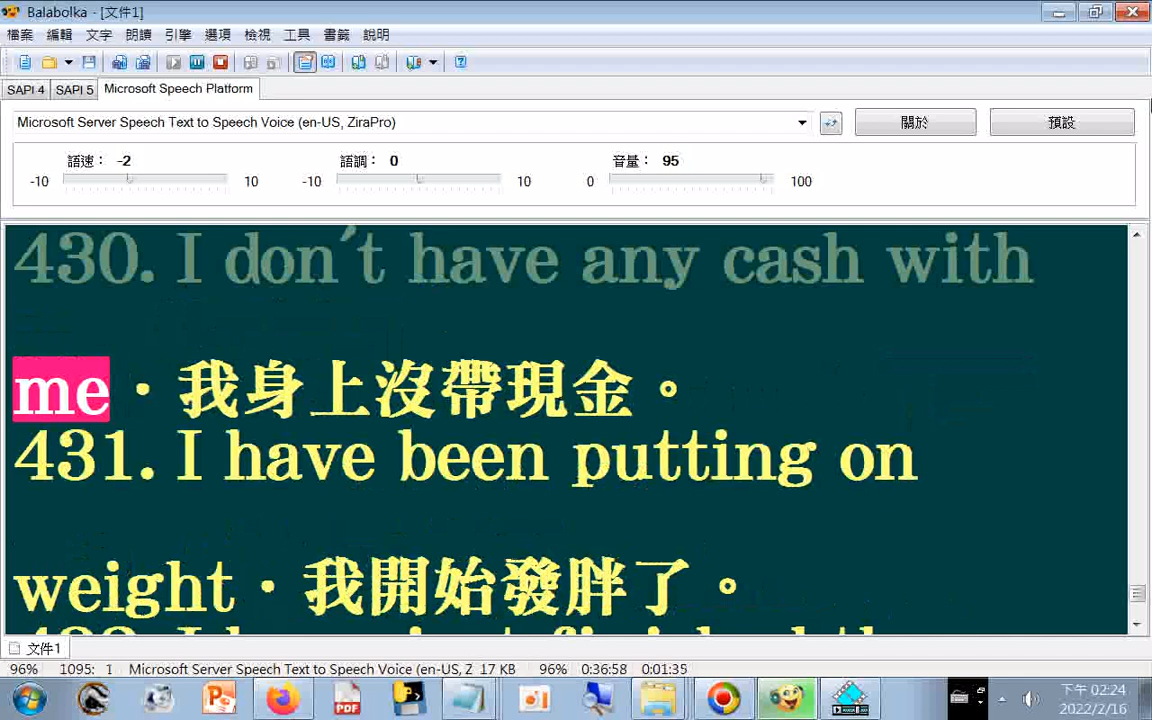 Balabolka - [文件1]
檔案 編輯 文字 朗讀 引擎 選項 檢視 工具 書籤 說明
SAPI 4 SAPI 5 Microsoft Speech Platform
Microsoft Server Speech Text to Speech Voice (en-US, ZiraPro) 關於 預設
語速： -2 語調： 0 音量： 95
-10 10 -10 10 0 100
430. I don't have any cash with
me．我身上沒帶現金。
431. I have been putting on
weight．我開始發胖了。
文件1
96% 1095: 1 Microsoft Server Speech Text to Speech Voice (en-US, Z 17 KB 96% 0:36:58 0:01:35
PDF
下午 02:24
2022/2/16